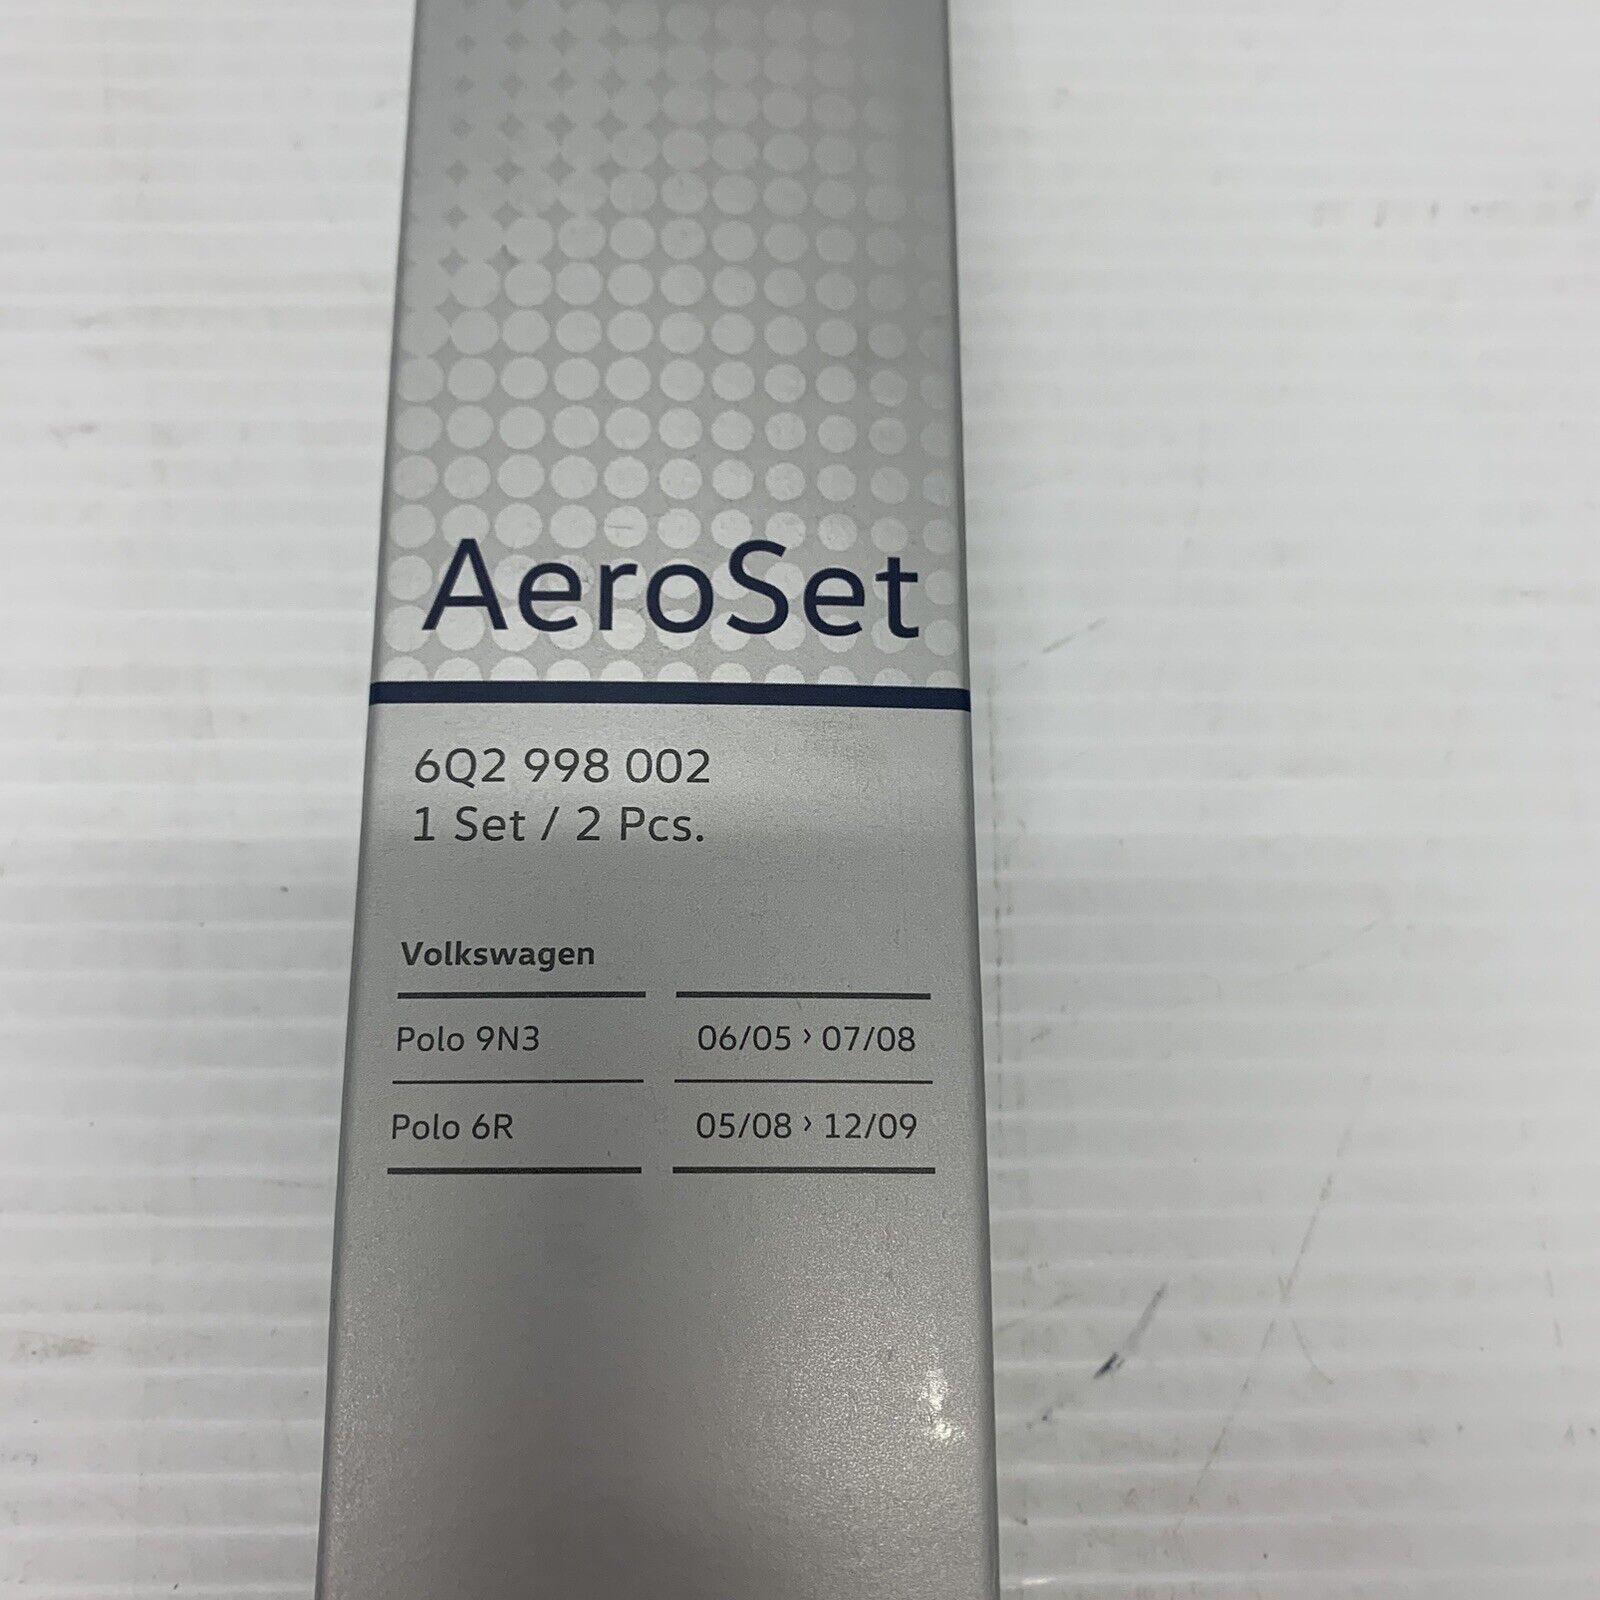 AeroSet
6Q2 998 002
1 Set / 2 Pcs.
Volkswagen
Polo 9N3 06/05 › 07/08
Polo 6R 05/08 › 12/09